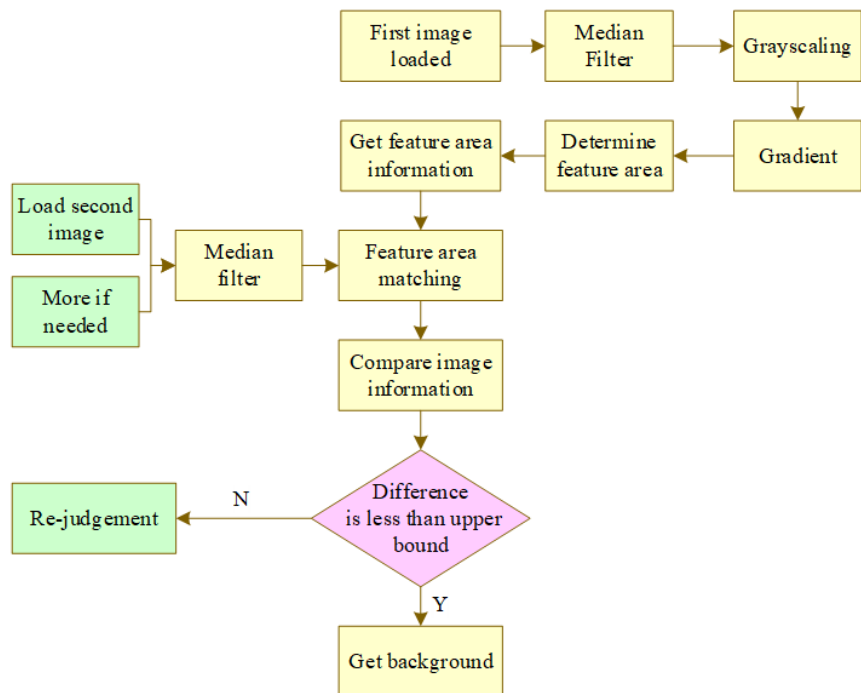 First image
loaded
Median
Filter
Grayscaling
Get feature area
information
Determine
feature area
Gradient
Load second
image
More if
needed
Median
filter
Feature area
matching
Compare image
information
Difference
is less than upper
bound
N
Re-judgement
Y
Get background